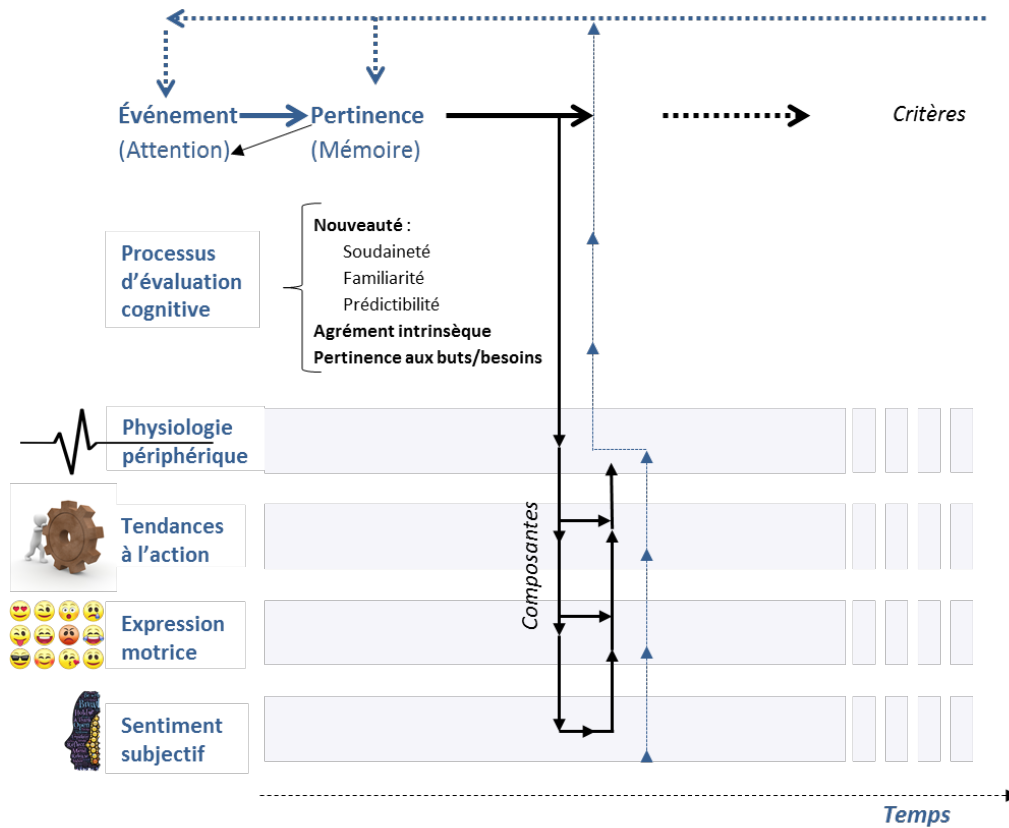 Événement
Pertinence
Critères
(Attention)
(Mémoire)
Processus
d'évaluation
cognitive
Nouveauté :
Soudaineté
Familiarité
Prédictibilité
Agrément intrinsèque
Pertinence aux buts/besoins
Physiologie
périphérique
Tendances
à l'action
Composantes
Expression
motrice
Sentiment
subjectif
Temps